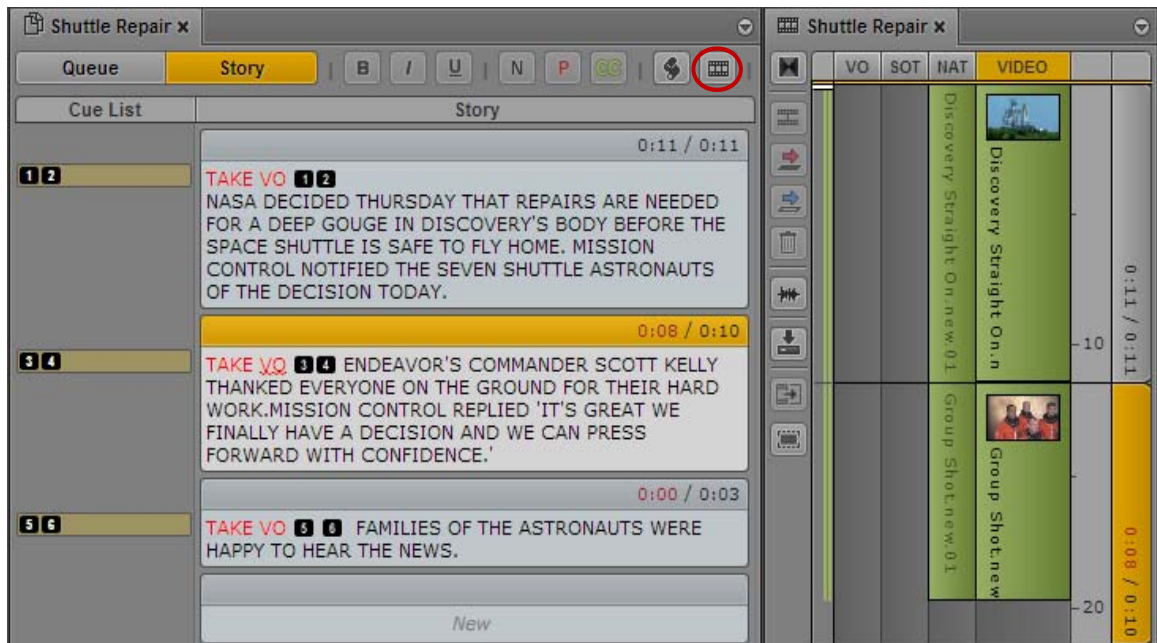 Shuttle Repair x
Queue Story B I U N P CC
Cue List Story
0:11 / 0:11
1 2
TAKE VO 1 2
NASA DECIDED THURSDAY THAT REPAIRS ARE NEEDED
FOR A DEEP GOUGE IN DISCOVERY'S BODY BEFORE THE
SPACE SHUTTLE IS SAFE TO FLY HOME. MISSION
CONTROL NOTIFIED THE SEVEN SHUTTLE ASTRONAUTS
OF THE DECISION TODAY.
0:08 / 0:10
3 4
TAKE VO 3 4 ENDEAVOR'S COMMANDER SCOTT KELLY
THANKED EVERYONE ON THE GROUND FOR THEIR HARD
WORK.MISSION CONTROL REPLIED 'IT'S GREAT WE
FINALLY HAVE A DECISION AND WE CAN PRESS
FORWARD WITH CONFIDENCE.'
0:00 / 0:03
5 6
TAKE VO 5 6 FAMILIES OF THE ASTRONAUTS WERE
HAPPY TO HEAR THE NEWS.
New
Shuttle Repair x
VO SOT NAT VIDEO
Discovery Straight On.new.01
Discovery Straight On.n
10
0:11 / 0:11
Group Shot.new.01
Group Shot.new
20
0:08 / 0:10